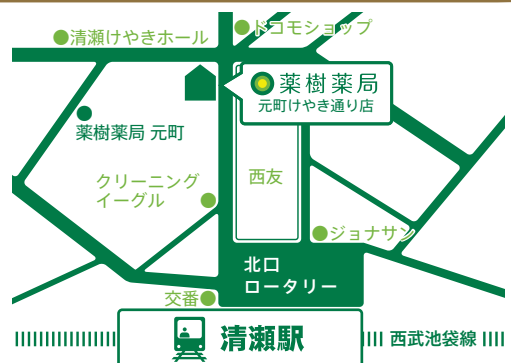 ドコモショップ
清瀬けやきホール
薬樹薬局
元町けやき通り店
薬樹薬局 元町
クリーニング
イーグル
西友
ジョナサン
北口
ロータリー
交番
清瀬駅
西武池袋線